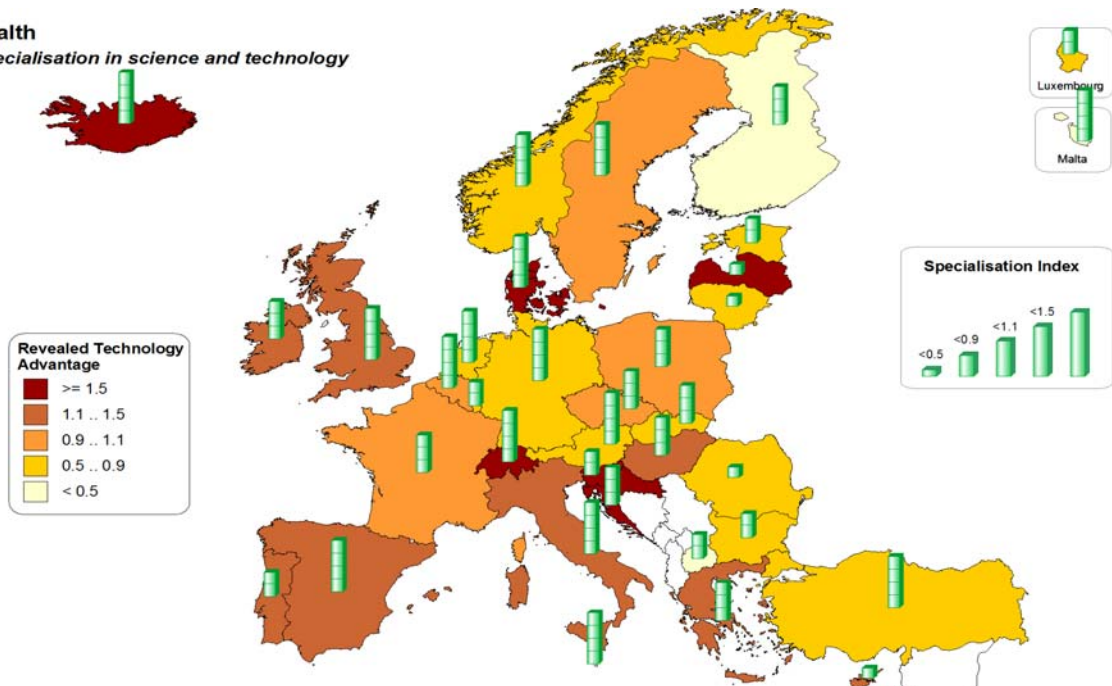 alth
ecialisation in science and technology
Luxembourg
Malta
Specialisation Index
<0.5
<0.9
<1.1
<1.5
Revealed Technology
Advantage
>= 1.5
1.1 .. 1.5
0.9 .. 1.1
0.5 .. 0.9
< 0.5